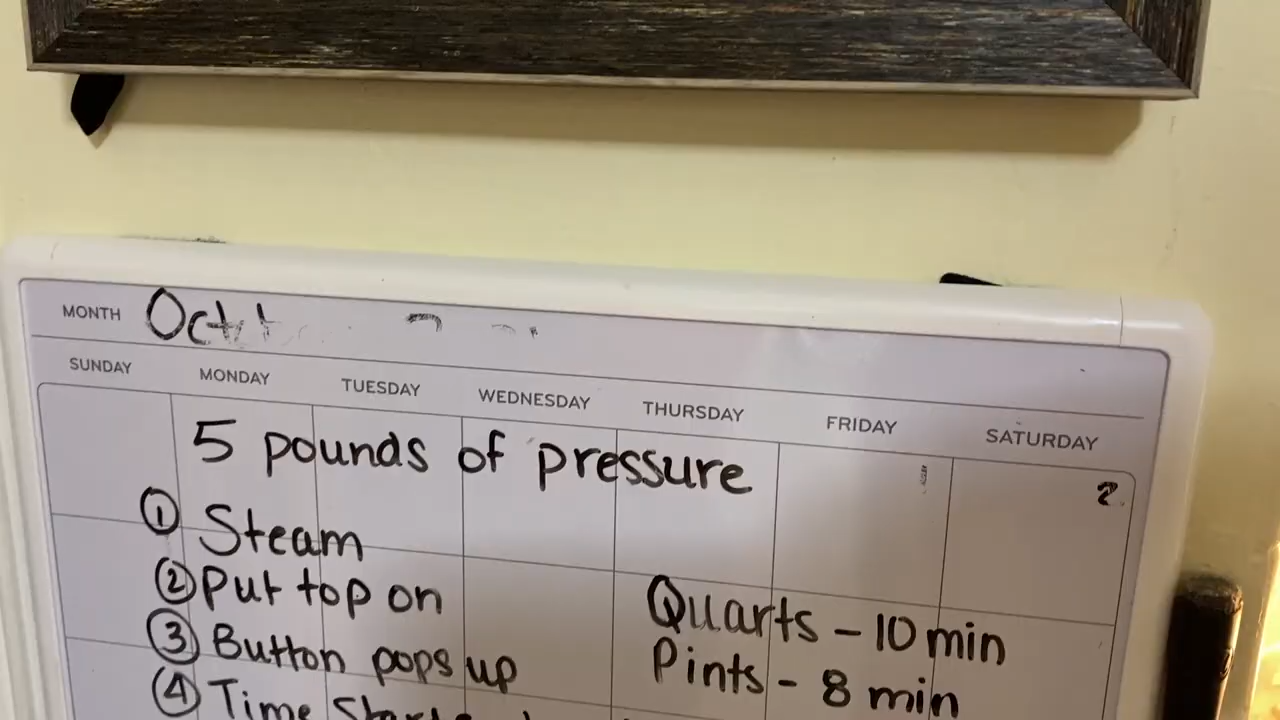 MONTH Oct
SUNDAY MONDAY TUESDAY WEDNESDAY THURSDAY FRIDAY SATURDAY
5 pounds of pressure
2
1 Steam
2 Put top on
3 Button pops up
4 Time Starts
Quarts - 10 min
Pints - 8 min